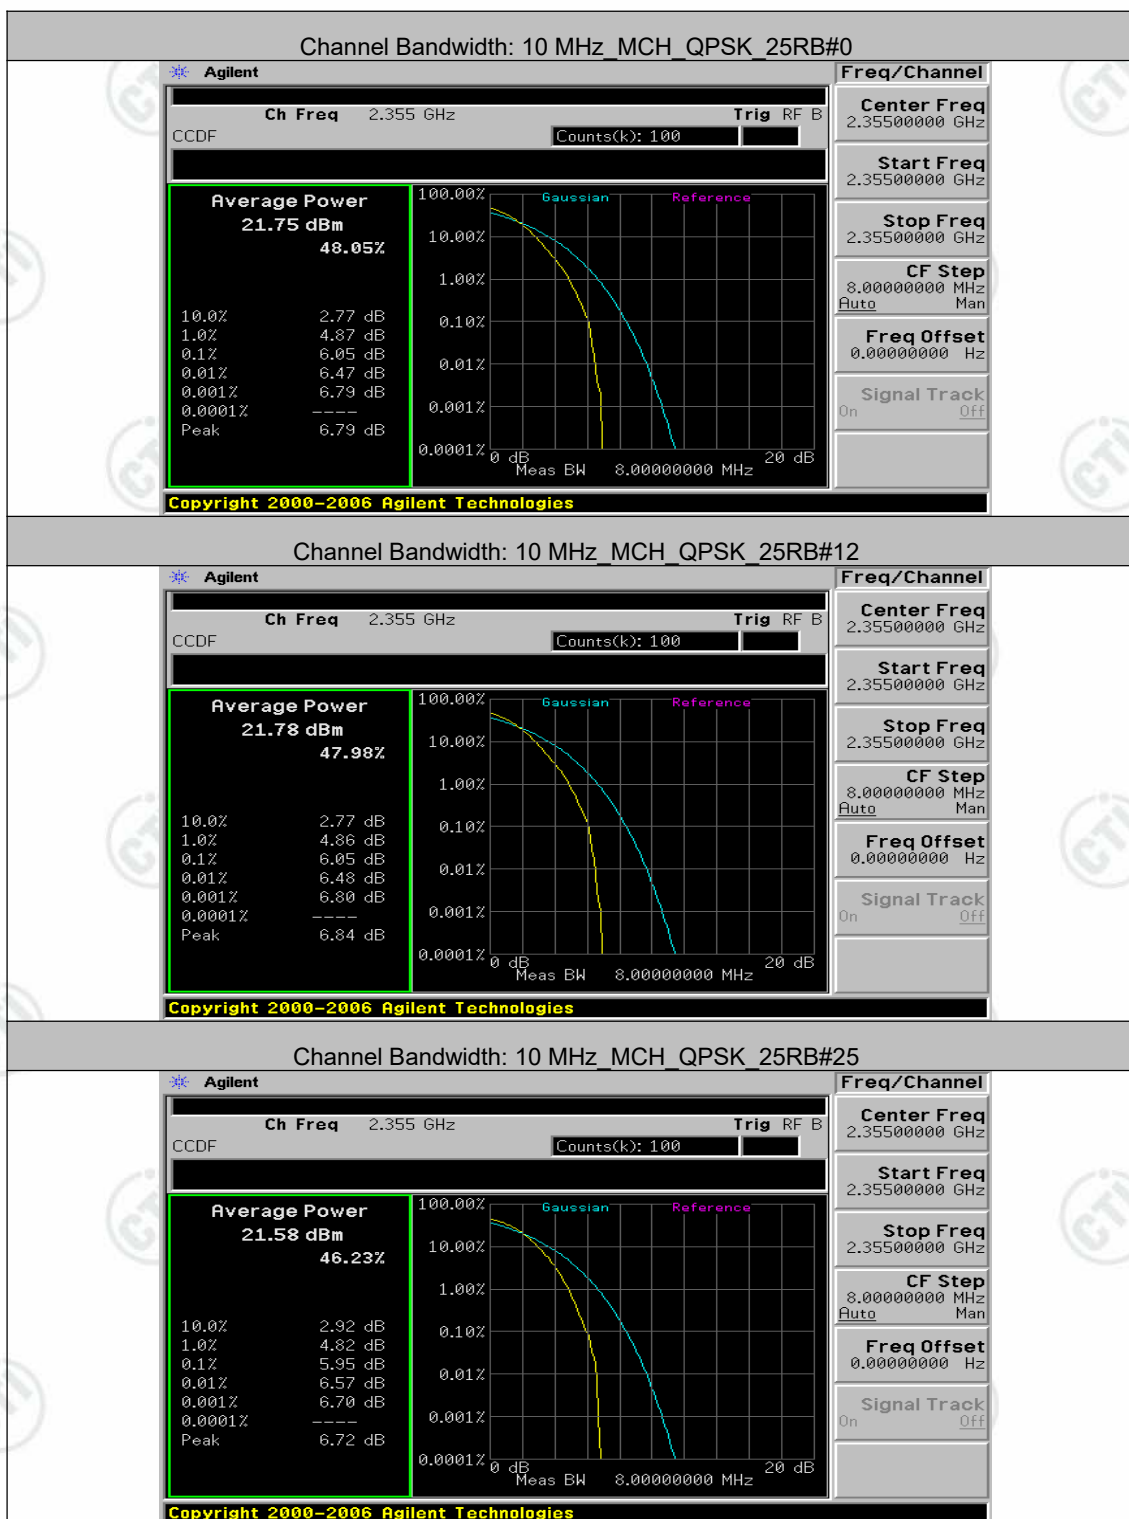 Channel Bandwidth: 10 MHz_MCH_QPSK_25RB#0
Agilent
Freq/Channel
Ch Freq 2.355 GHz Trig RF B
CCDF Counts(k): 100
Center Freq
2.35500000 GHz
Start Freq
2.35500000 GHz
Stop Freq
2.35500000 GHz
CF Step
8.00000000 MHz
Auto Man
Freq Offset
0.00000000 Hz
Signal Track
On Off
Average Power
21.75 dBm
48.05%
10.0% 2.77 dB
1.0% 4.87 dB
0.1% 6.05 dB
0.01% 6.47 dB
0.001% 6.79 dB
0.0001% ----
Peak 6.79 dB
Gaussian Reference
100.00%
10.00%
1.00%
0.10%
0.01%
0.001%
0.0001%
0 dB 20 dB
Meas BW 8.00000000 MHz
Copyright 2000-2006 Agilent Technologies
Channel Bandwidth: 10 MHz_MCH_QPSK_25RB#12
Agilent
Freq/Channel
Ch Freq 2.355 GHz Trig RF B
CCDF Counts(k): 100
Center Freq
2.35500000 GHz
Start Freq
2.35500000 GHz
Stop Freq
2.35500000 GHz
CF Step
8.00000000 MHz
Auto Man
Freq Offset
0.00000000 Hz
Signal Track
On Off
Average Power
21.78 dBm
47.98%
10.0% 2.77 dB
1.0% 4.86 dB
0.1% 6.05 dB
0.01% 6.48 dB
0.001% 6.80 dB
0.0001% ----
Peak 6.84 dB
Gaussian Reference
100.00%
10.00%
1.00%
0.10%
0.01%
0.001%
0.0001%
0 dB 20 dB
Meas BW 8.00000000 MHz
Copyright 2000-2006 Agilent Technologies
Channel Bandwidth: 10 MHz_MCH_QPSK_25RB#25
Agilent
Freq/Channel
Ch Freq 2.355 GHz Trig RF B
CCDF Counts(k): 100
Center Freq
2.35500000 GHz
Start Freq
2.35500000 GHz
Stop Freq
2.35500000 GHz
CF Step
8.00000000 MHz
Auto Man
Freq Offset
0.00000000 Hz
Signal Track
On Off
Average Power
21.58 dBm
46.23%
10.0% 2.92 dB
1.0% 4.82 dB
0.1% 5.95 dB
0.01% 6.57 dB
0.001% 6.70 dB
0.0001% ----
Peak 6.72 dB
Gaussian Reference
100.00%
10.00%
1.00%
0.10%
0.01%
0.001%
0.0001%
0 dB 20 dB
Meas BW 8.00000000 MHz
Copyright 2000-2006 Agilent Technologies
CTI